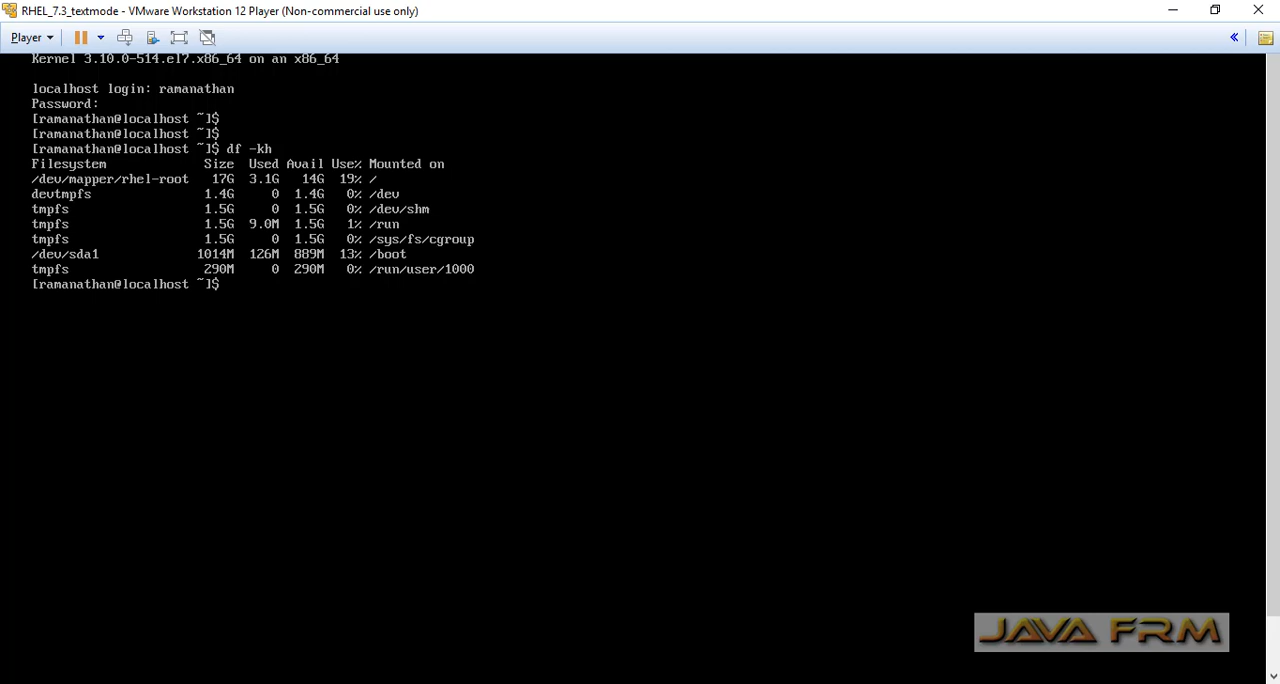 RHEL_7.3_textmode - VMware Workstation 12 Player (Non-commercial use only)
Player
Kernel 3.10.0-514.el7.x86_64 on an x86_64
localhost login: ramanathan
Password:
[ramanathan@localhost ~]$
[ramanathan@localhost ~]$
[ramanathan@localhost ~]$ df -kh
Filesystem Size Used Avail Use% Mounted on
/dev/mapper/rhel-root 17G 3.1G 14G 19% /
devtmpfs 1.4G 0 1.4G 0% /dev
tmpfs 1.5G 0 1.5G 0% /dev/shm
tmpfs 1.5G 9.0M 1.5G 1% /run
tmpfs 1.5G 0 1.5G 0% /sys/fs/cgroup
/dev/sda1 1014M 126M 889M 13% /boot
tmpfs 290M 0 290M 0% /run/user/1000
[ramanathan@localhost ~]$
JAVA FRM